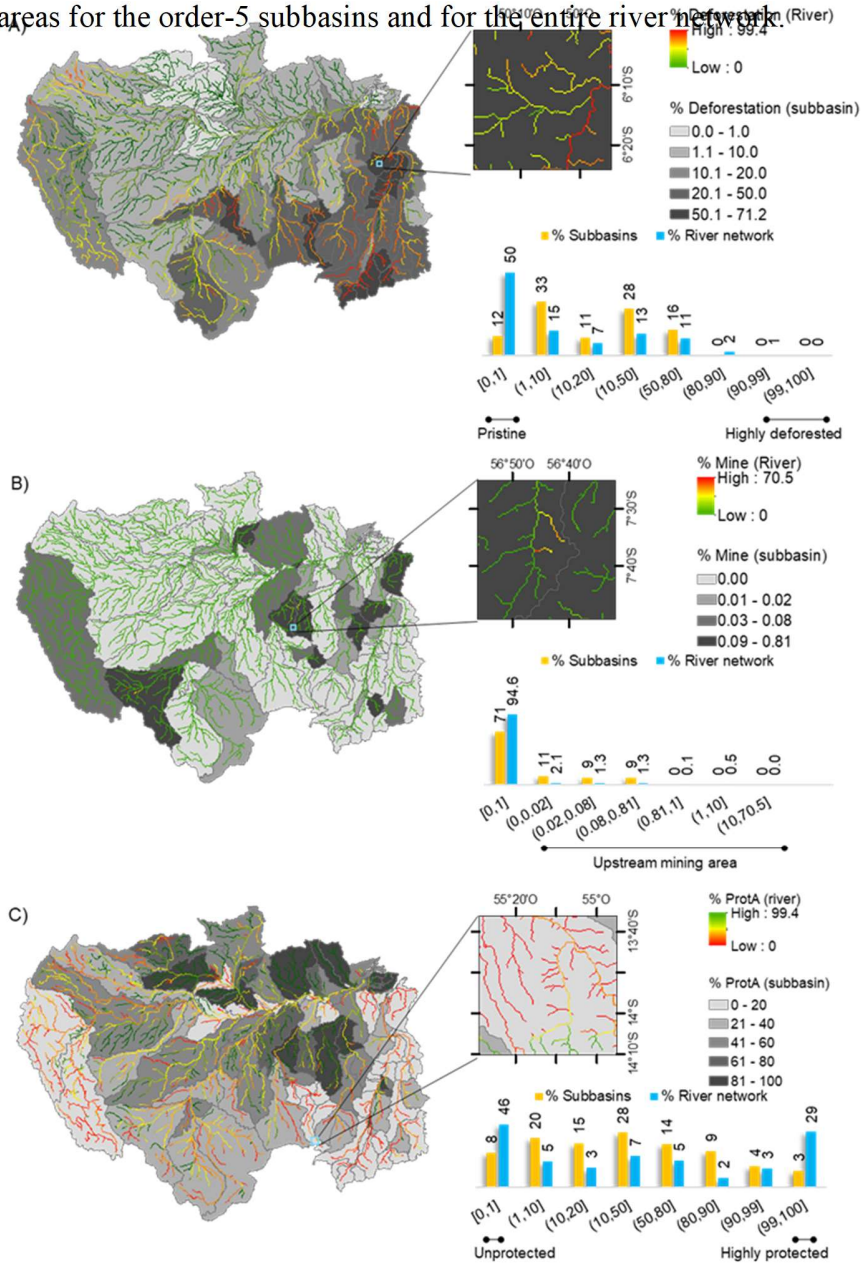 areas for the order-5 subbasins and for the entire river network.
A)
50°10'O 50°O
6°10'S
6°20'S
% Deforestation (River)
High : 99.4
Low : 0
% Deforestation (subbasin)
0.0 - 1.0
1.1 - 10.0
10.1 - 20.0
20.1 - 50.0
50.1 - 71.2
% Subbasins % River network
12 50 33 15 11 7 28 13 16 11 0 2 0 1 0 0
[0,1] (1,10] (10,20] (10,50] (50,80] (80,90] (90,99] (99,100]
Pristine Highly deforested
B)
56°50'O 56°40'O
7°30'S
7°40'S
% Mine (River)
High : 70.5
Low : 0
% Mine (subbasin)
0.00
0.01 - 0.02
0.03 - 0.08
0.09 - 0.81
% Subbasins % River network
71 94.6 11 2.1 9 1.3 9 1.3 0 0.1 0 0.5 0 0.0
[0,1] (0,0.02] (0.02,0.08] (0.08,0.81] (0.81,1] (1,10] (10,70.5]
Upstream mining area
C)
55°20'O 55°O
13°40'S
14°S
14°10'S
% ProtA (river)
High : 99.4
Low : 0
% ProtA (subbasin)
0 - 20
21 - 40
41 - 60
61 - 80
81 - 100
% Subbasins % River network
8 46 20 5 15 3 28 7 14 5 9 2 4 3 3 29
[0,1] (1,10] (10,20] (10,50] (50,80] (80,90] (90,99] (99,100]
Unprotected Highly protected